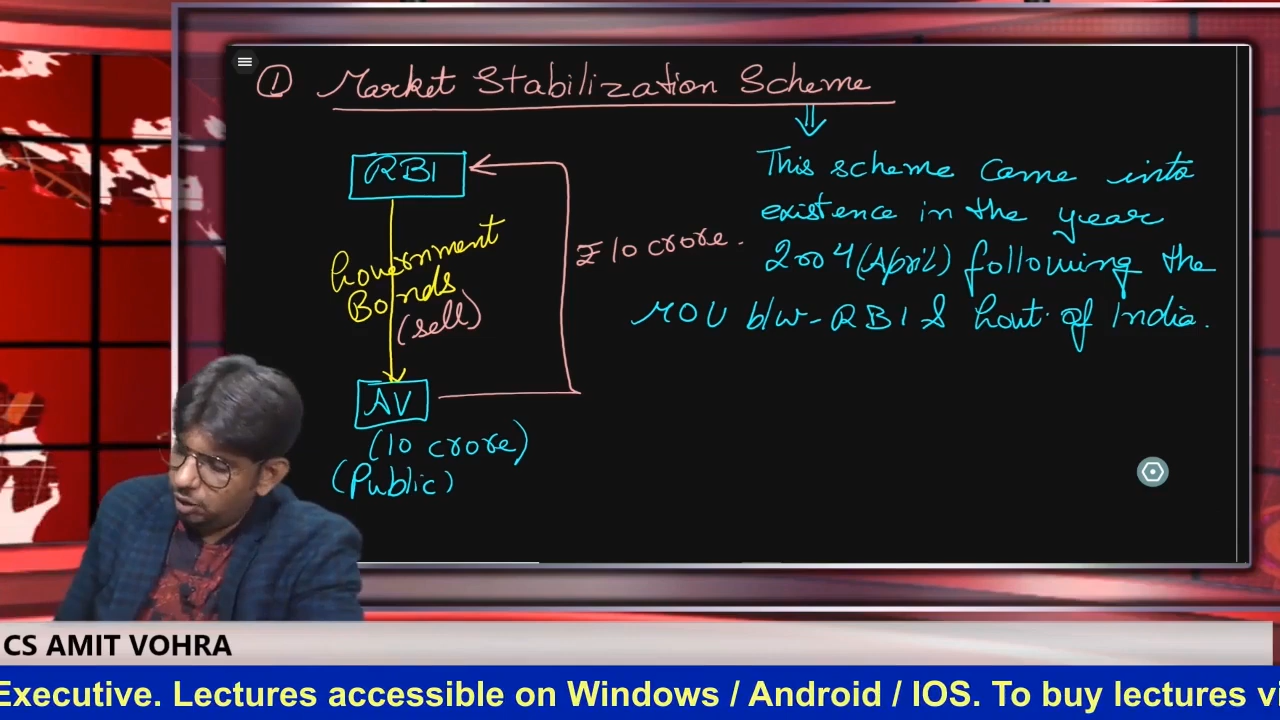 ① Market Stabilization Scheme
⇓
RBI
This scheme came into
existence in the year
2004 (April) following the
MOU b/w - RBI & Govt. of India.
₹ 10 crore.
Government
Bonds
(sell)
AV
(10 crore)
(Public)
CS AMIT VOHRA
Executive. Lectures accessible on Windows / Android / IOS. To buy lectures vi